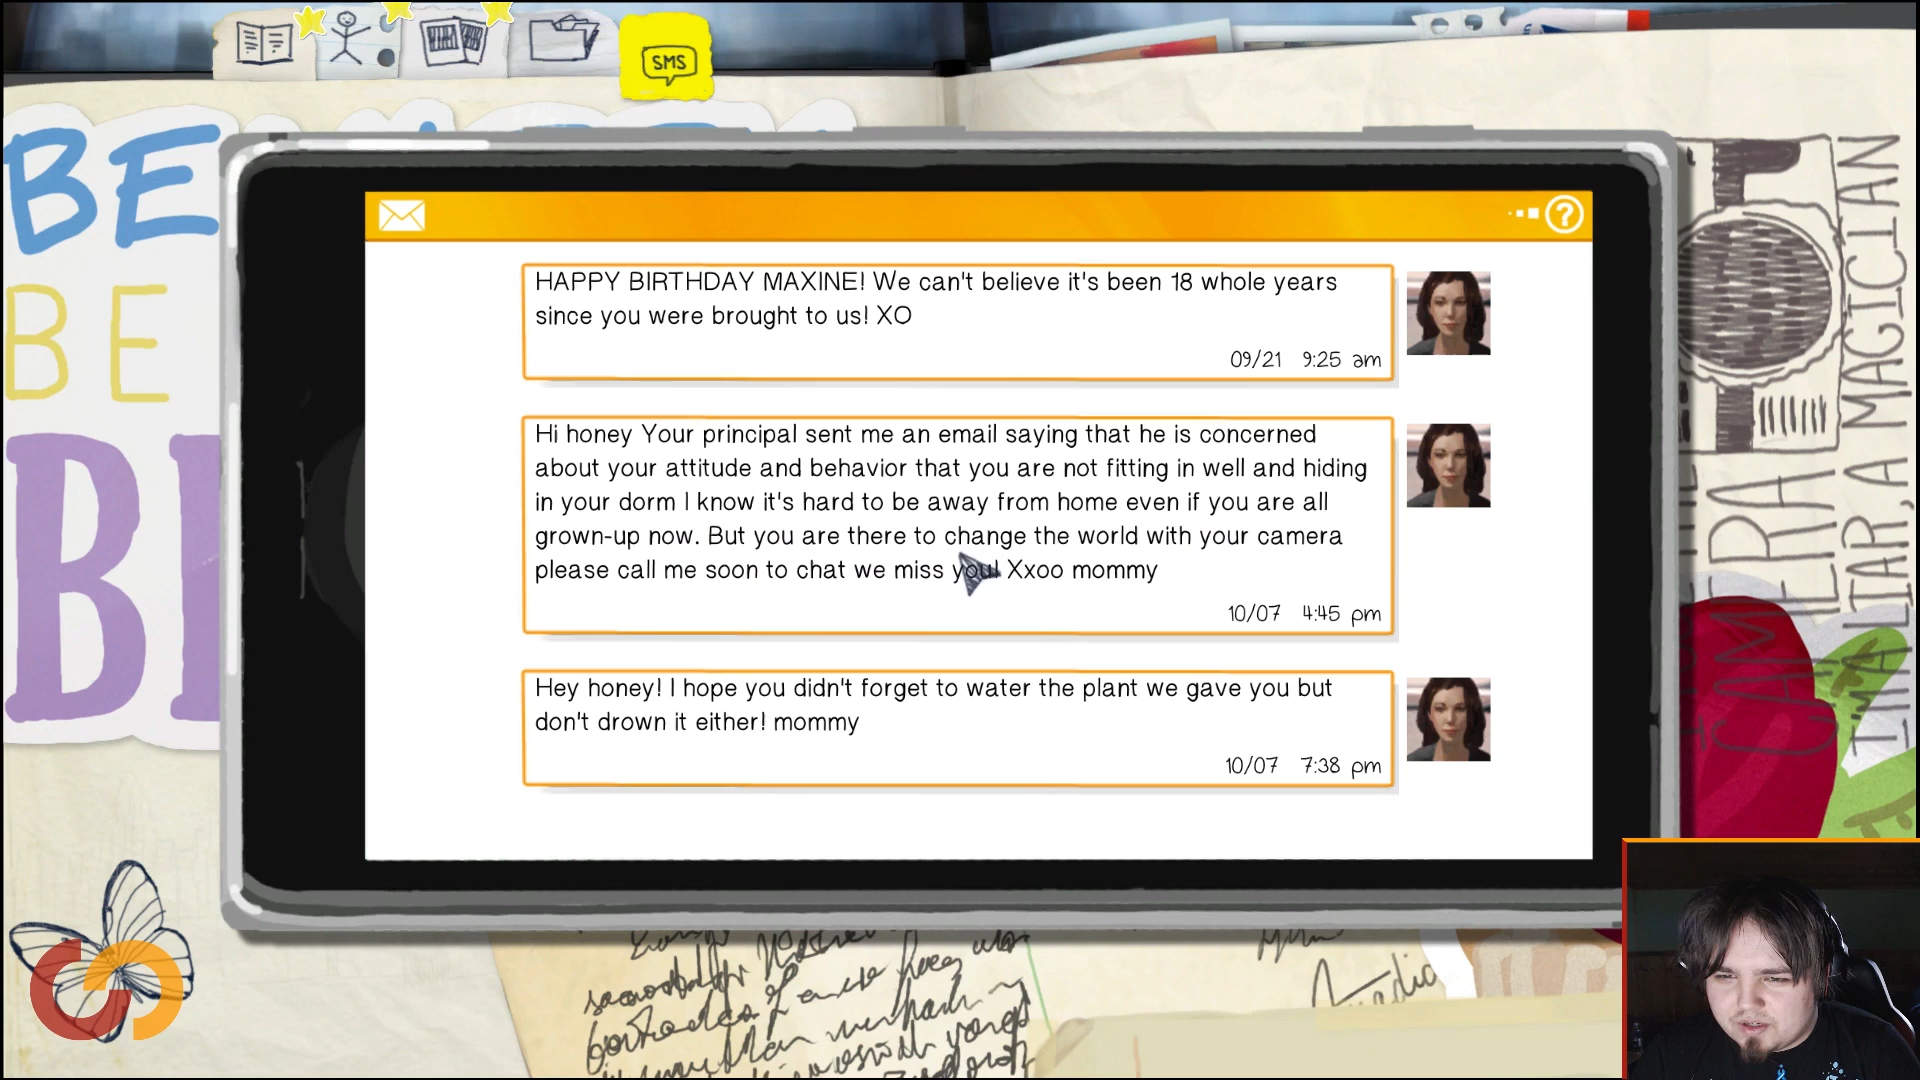 SMS
BE
BE
HAPPY BIRTHDAY MAXINE! We can't believe it's been 18 whole years
since you were brought to us! XO
09/21 9:25 am
Hi honey Your principal sent me an email saying that he is concerned
about your attitude and behavior that you are not fitting in well and hiding
in your dorm I know it's hard to be away from home even if you are all
grown-up now. But you are there to change the world with your camera
please call me soon to chat we miss you! Xxoo mommy
10/07 4:45 pm
Hey honey! I hope you didn't forget to water the plant we gave you but
don't drown it either! mommy
10/07 7:38 pm
CAMERA
I'M A LIAR, A MAGICIAN